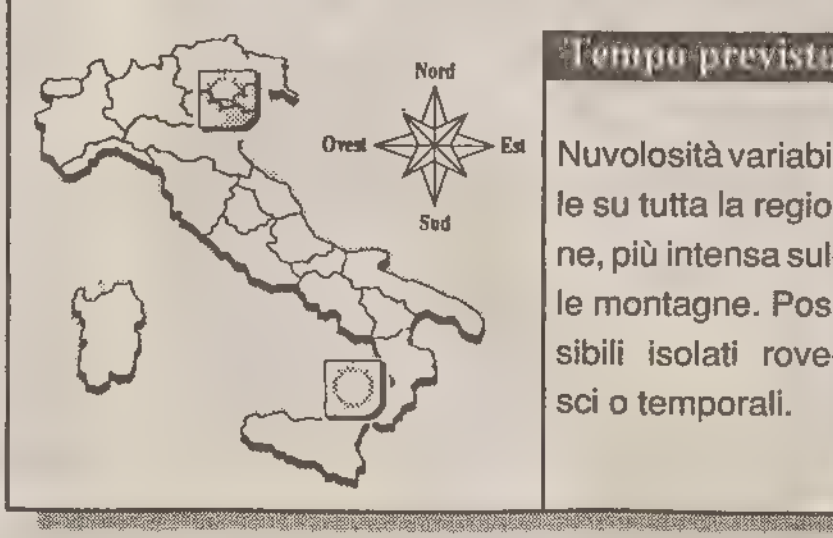 Nord
Ovest
Est
Sud
Tempo previsto
Nuvolosità variabi
le su tutta la regio
ne, più intensa sul-
le montagne. Pos
sibili isolati rove-
sci o temporali.